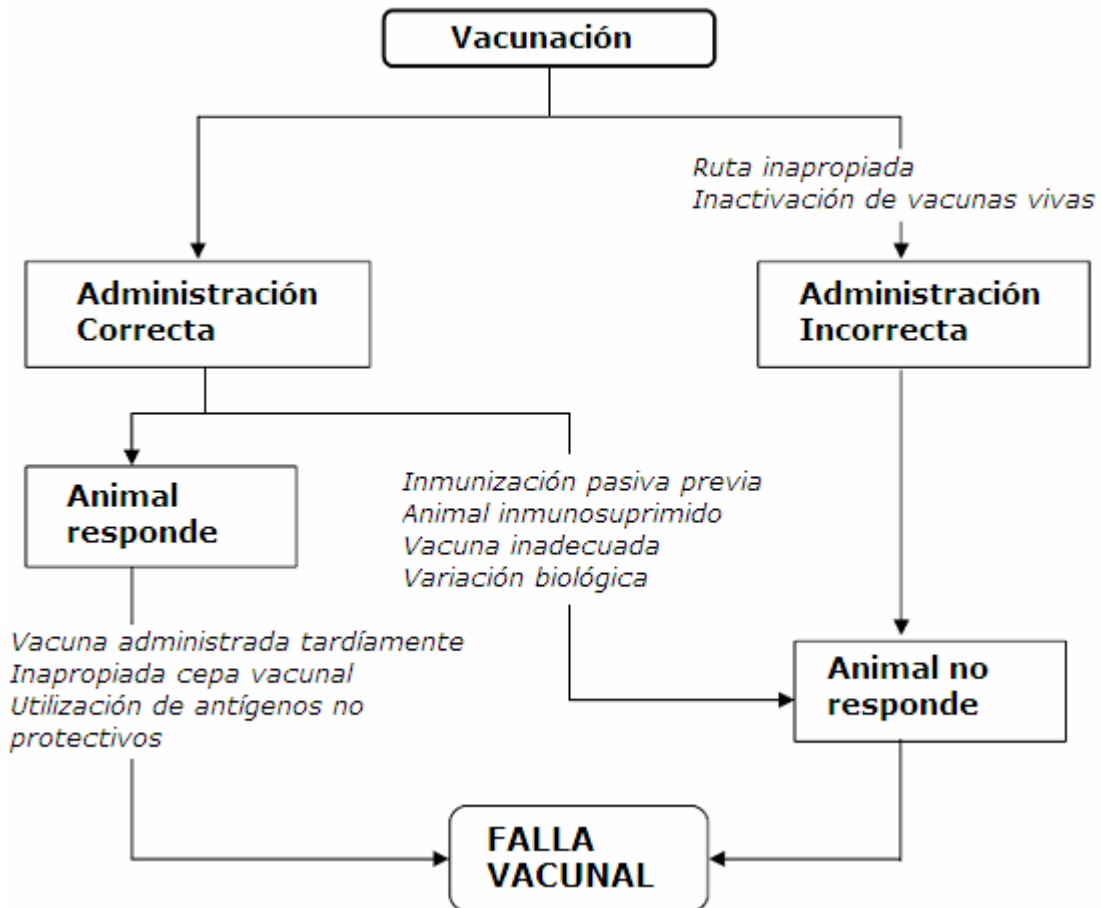 Vacunación
Ruta inapropiada
Inactivación de vacunas vivas
Administración
Correcta
Administración
Incorrecta
Animal
responde
Inmunización pasiva previa
Animal inmunosuprimido
Vacuna inadecuada
Variación biológica
Vacuna administrada tardíamente
Inapropiada cepa vacunal
Utilización de antígenos no
protectivos
Animal no
responde
FALLA
VACUNAL